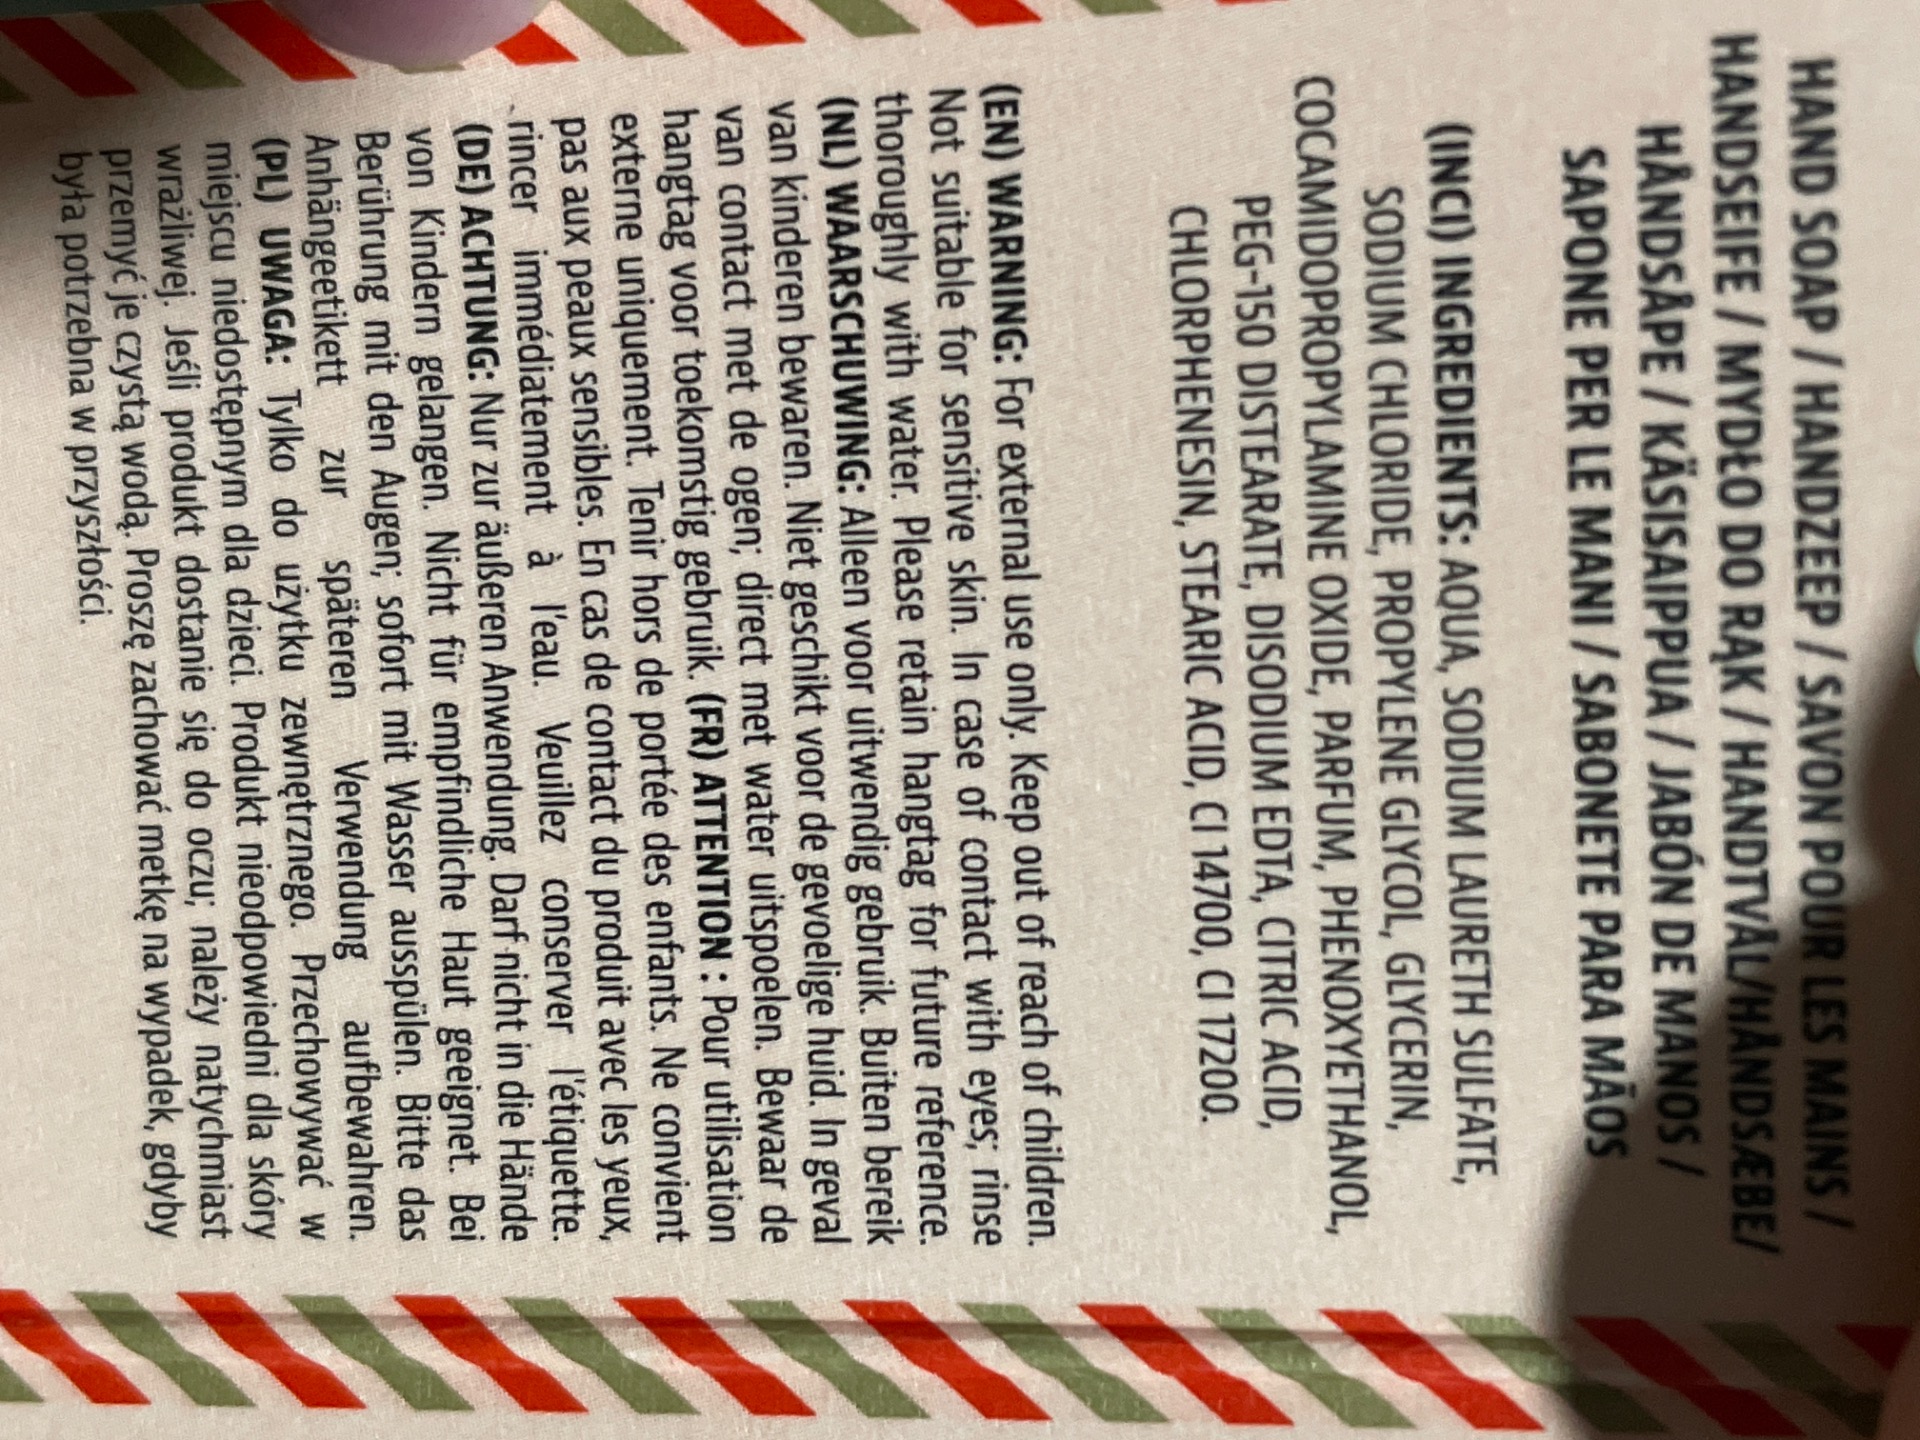 HAND SOAP / HANDZEEP / SAVON POUR LES MAINS /
HANDSEIFE / MYDŁO DO RĄK / HANDTVÅL/HÅNDSÆBE/
HÅNDSÅPE / KÄSISAIPPUA / JABÓN DE MANOS /
SAPONE PER LE MANI / SABONETE PARA MÃOS
(INCI) INGREDIENTS: AQUA, SODIUM LAURETH SULFATE,
SODIUM CHLORIDE, PROPYLENE GLYCOL, GLYCERIN,
COCAMIDOPROPYLAMINE OXIDE, PARFUM, PHENOXYETHANOL,
PEG-150 DISTEARATE, DISODIUM EDTA, CITRIC ACID,
CHLORPHENESIN, STEARIC ACID, CI 14700, CI 17200.
(EN) WARNING: For external use only. Keep out of reach of children.
Not suitable for sensitive skin. In case of contact with eyes; rinse
thoroughly with water. Please retain hangtag for future reference.
(NL) WAARSCHUWING: Alleen voor uitwendig gebruik. Buiten bereik
van kinderen bewaren. Niet geschikt voor de gevoelige huid. In geval
van contact met de ogen; direct met water uitspoelen. Bewaar de
hangtag voor toekomstig gebruik. (FR) ATTENTION : Pour utilisation
externe uniquement. Tenir hors de portée des enfants. Ne convient
pas aux peaux sensibles. En cas de contact du produit avec les yeux,
rincer immédiatement à l'eau. Veuillez conserver l'étiquette.
(DE) ACHTUNG: Nur zur äußeren Anwendung. Darf nicht in die Hände
von Kindern gelangen. Nicht für empfindliche Haut geeignet. Bei
Berührung mit den Augen; sofort mit Wasser ausspülen. Bitte das
Anhängeetikett zur späteren Verwendung aufbewahren.
(PL) UWAGA: Tylko do użytku zewnętrznego. Przechowywać w
miejscu niedostępnym dla dzieci. Produkt nieodpowiedni dla skóry
wrażliwej. Jeśli produkt dostanie się do oczu; należy natychmiast
przemyć je czystą wodą. Proszę zachować metkę na wypadek, gdyby
była potrzebna w przyszłości.